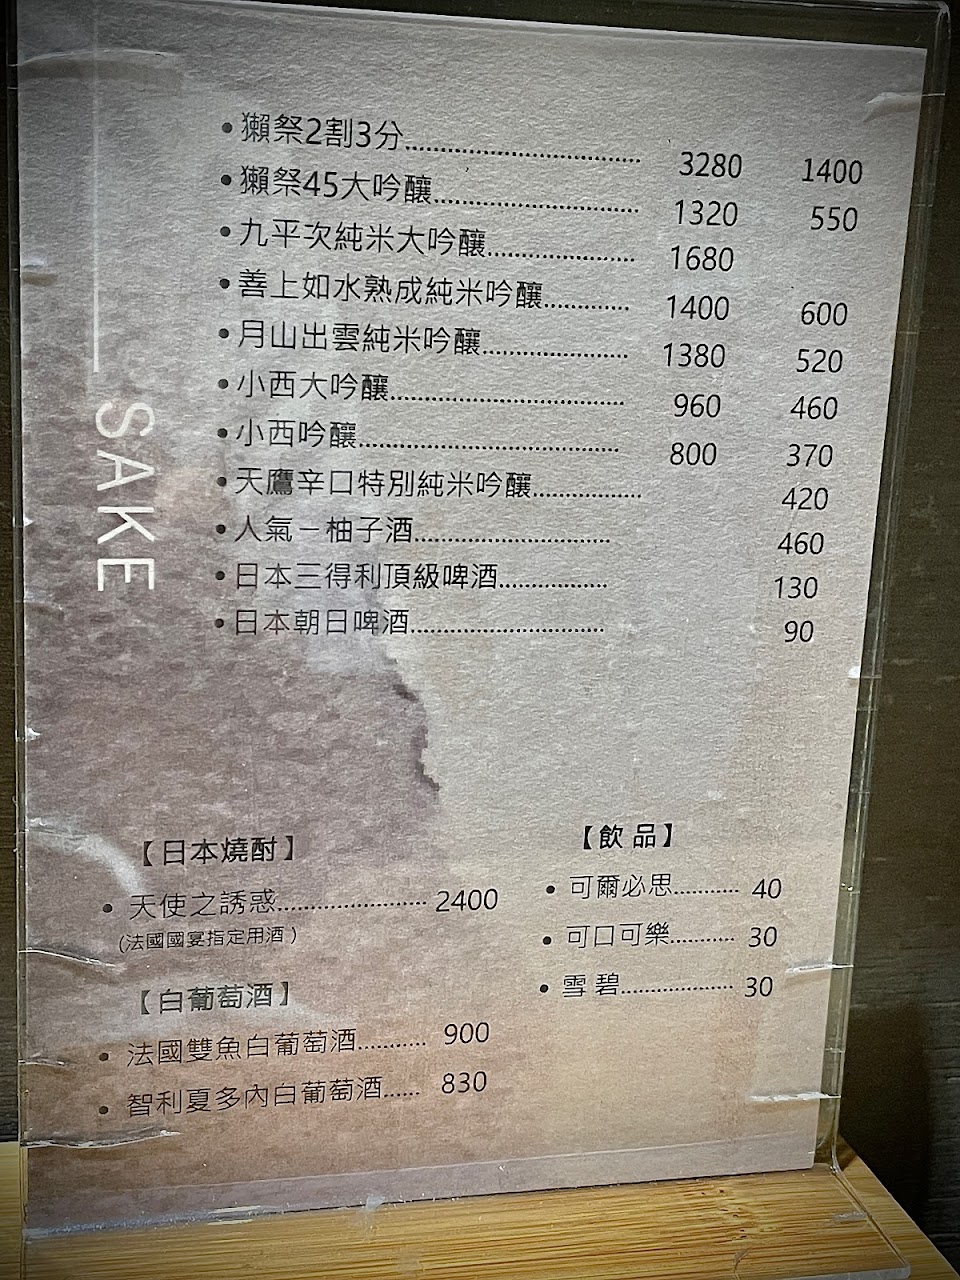 SAKE
•獺祭2割3分........................ 3280 1400
•獺祭45大吟釀........................ 1320 550
•九平次純米大吟釀................ 1680
•善上如水熟成純米吟釀......... 1400 600
•月山出雲純米吟釀................ 1380 520
•小西大吟釀........................ 960 460
•小西吟釀........................ 800 370
•天鷹辛口特別純米吟釀............ 420
•人氣一柚子酒........................ 460
•日本三得利頂級啤酒............ 130
•日本朝日啤酒........................ 90
【日本燒酎】
• 天使之誘惑........................ 2400
(法國國宴指定用酒)
【白葡萄酒】
• 法國雙魚白葡萄酒........... 900
• 智利夏多內白葡萄酒...... 830
【飲 品】
• 可爾必思........... 40
• 可口可樂........... 30
• 雪 碧................... 30